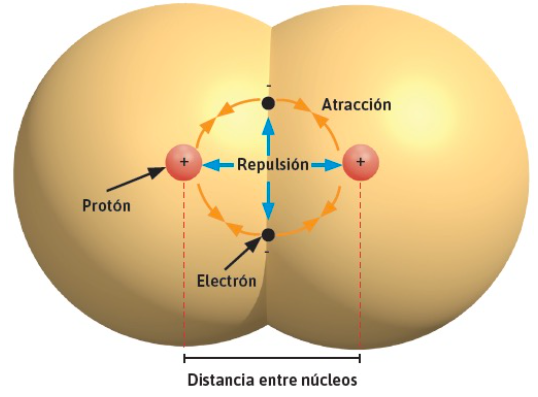 -
Atracción
+
Repulsión
+
Protón
-
Electrón
Distancia entre núcleos